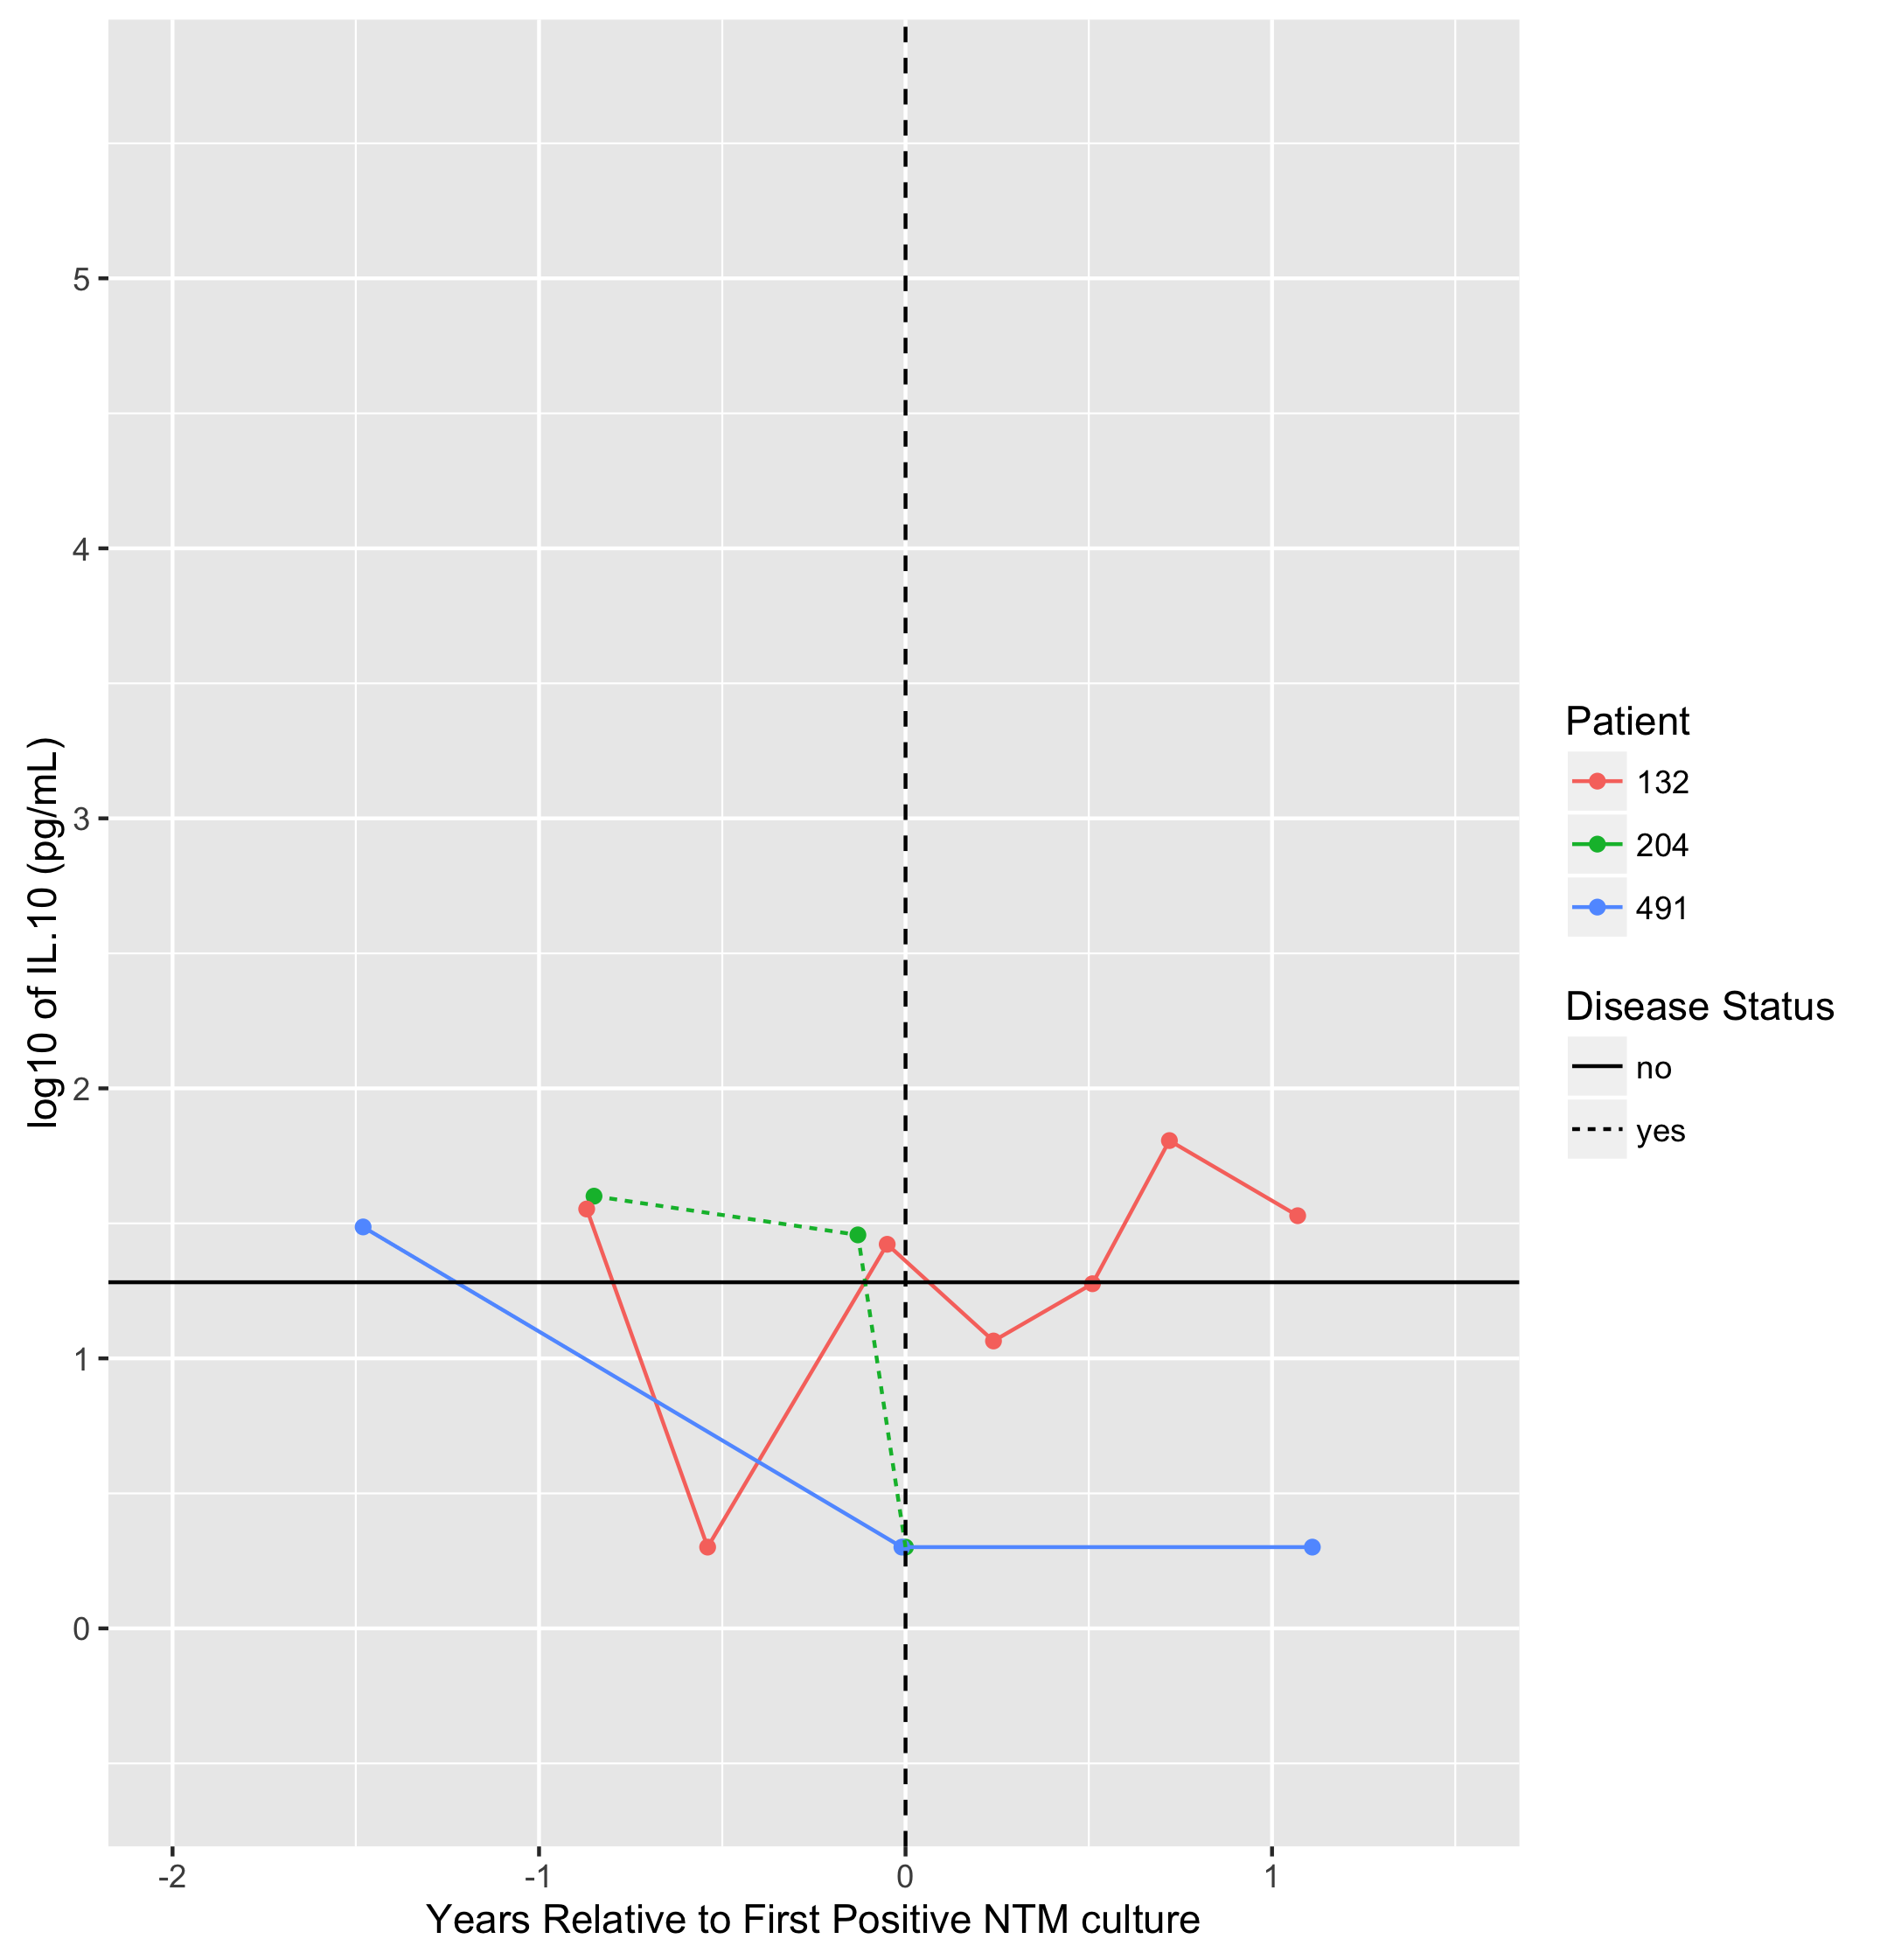 log10 of IL.10 (pg/mL)
5
4
3
2
1
0
-2
-1
0
1
Years Relative to First Positive NTM culture
Patient
132
204
491
Disease Status
no
yes